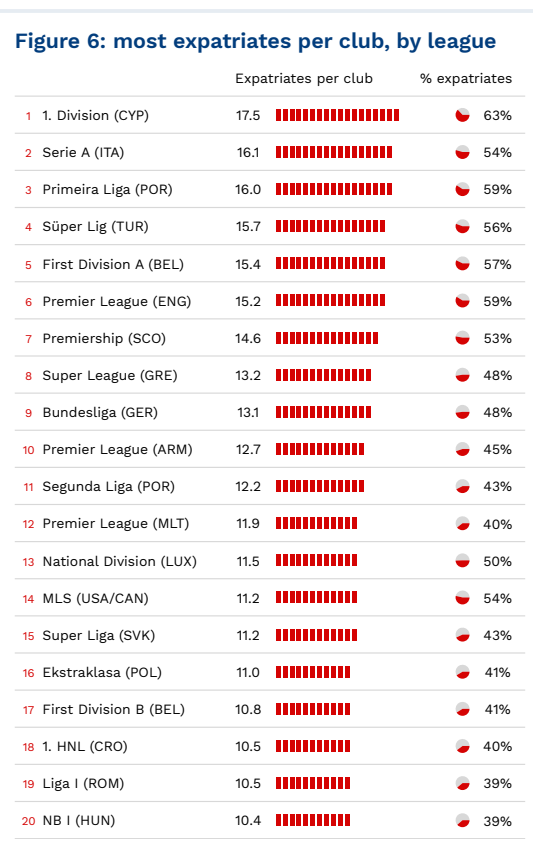 Figure 6: most expatriates per club, by league
Expatriates per club % expatriates
1 1. Division (CYP) 17.5 63%
2 Serie A (ITA) 16.1 54%
3 Primeira Liga (POR) 16.0 59%
4 Süper Lig (TUR) 15.7 56%
5 First Division A (BEL) 15.4 57%
6 Premier League (ENG) 15.2 59%
7 Premiership (SCO) 14.6 53%
8 Super League (GRE) 13.2 48%
9 Bundesliga (GER) 13.1 48%
10 Premier League (ARM) 12.7 45%
11 Segunda Liga (POR) 12.2 43%
12 Premier League (MLT) 11.9 40%
13 National Division (LUX) 11.5 50%
14 MLS (USA/CAN) 11.2 54%
15 Super Liga (SVK) 11.2 43%
16 Ekstraklasa (POL) 11.0 41%
17 First Division B (BEL) 10.8 41%
18 1. HNL (CRO) 10.5 40%
19 Liga I (ROM) 10.5 39%
20 NB I (HUN) 10.4 39%